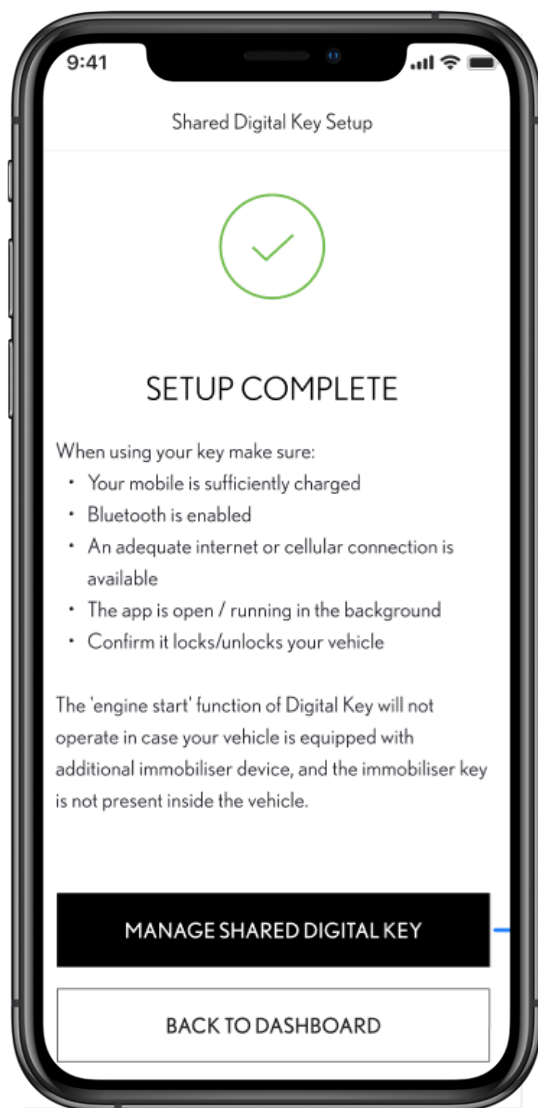 9:41
Shared Digital Key Setup
SETUP COMPLETE
When using your key make sure:
• Your mobile is sufficiently charged
• Bluetooth is enabled
• An adequate internet or cellular connection is
available
• The app is open / running in the background
• Confirm it locks/unlocks your vehicle
The 'engine start' function of Digital Key will not
operate in case your vehicle is equipped with
additional immobiliser device, and the immobiliser key
is not present inside the vehicle.
MANAGE SHARED DIGITAL KEY
BACK TO DASHBOARD